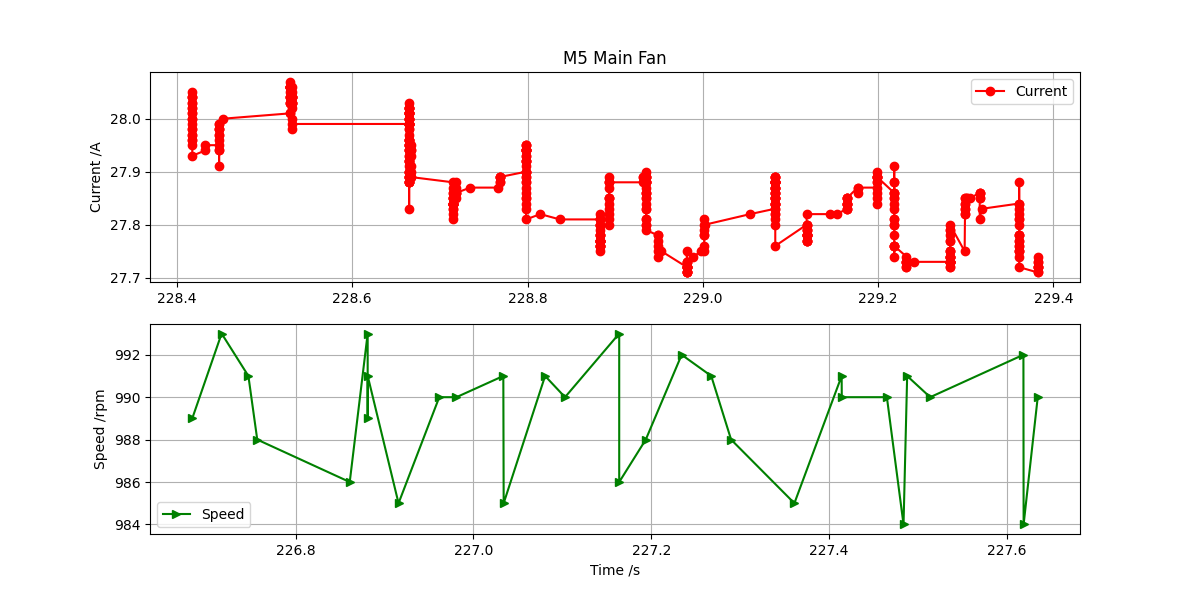 M5 Main Fan
Current /A
28.0
27.9
27.8
27.7
Current
228.4 228.6 228.8 229.0 229.2 229.4
Speed /rpm
992
990
988
986
984
Speed
226.8 227.0 227.2 227.4 227.6
Time /s